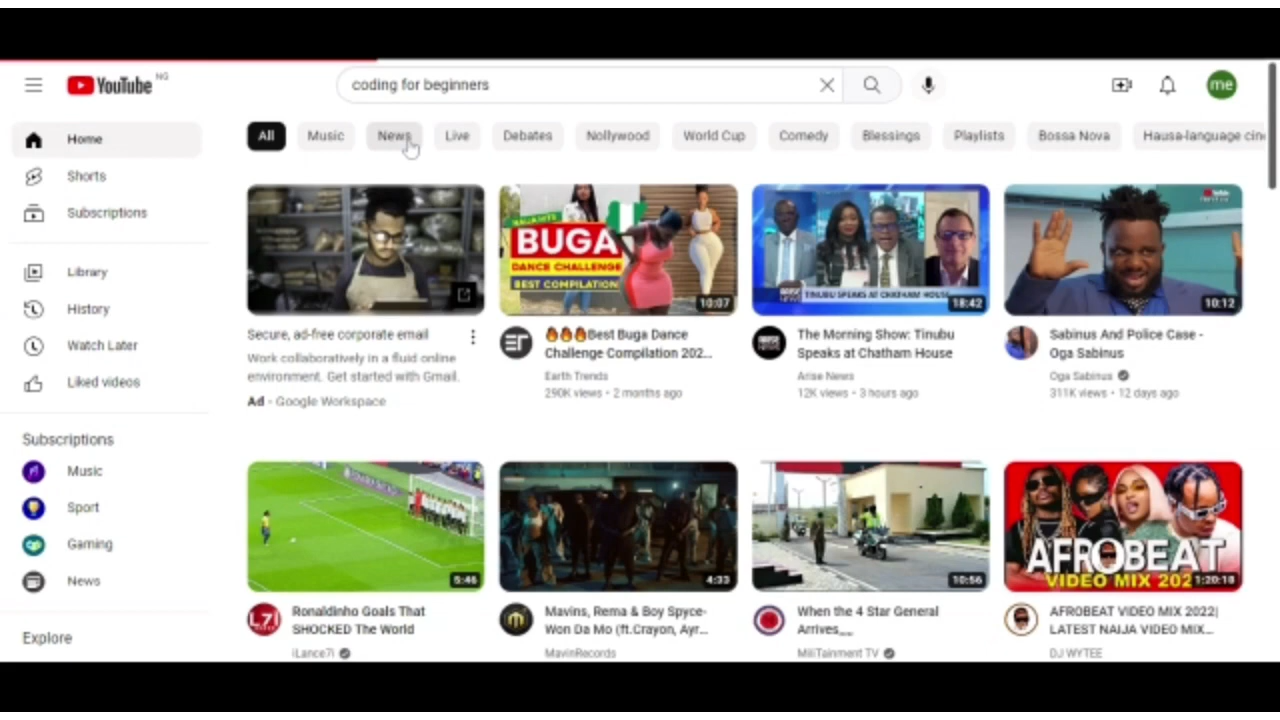 YouTube NG
coding for beginners
me
Home
Shorts
Subscriptions
Library
History
Watch Later
Liked videos
Subscriptions
Music
Sport
Gaming
News
Explore
All Music News Live Debates Nollywood World Cup Comedy Blessings Playlists Bossa Nova Hausa-language cin
BUGA
DANCE CHALLENGE
BEST COMPILATION
10:07
TINUBU SPEAKS AT CHATHAM HOUSE
18:42
10:12
Secure, ad-free corporate email
Work collaboratively in a fluid online
environment. Get started with Gmail.
Ad - Google Workspace
🔥🔥🔥Best Buga Dance
Challenge Compilation 202...
Earth Trends
290K views • 2 months ago
The Morning Show: Tinubu
Speaks at Chatham House
Arise News
12K views • 3 hours ago
Sabinus And Police Case -
Oga Sabinus
Oga Sabinus
311K views • 12 days ago
5:46
4:33
10:56
AFROBEAT
VIDEO MIX 202
1:20:18
L7I
Ronaldinho Goals That
SHOCKED The World
iLance7i
Mavins, Rema & Boy Spyce-
Won Da Mo (ft.Crayon, Ayr...
MavinRecords
When the 4 Star General
Arrives__
MiliTainment TV
AFROBEAT VIDEO MIX 2022|
LATEST NAIJA VIDEO MIX...
DJ WYTEE